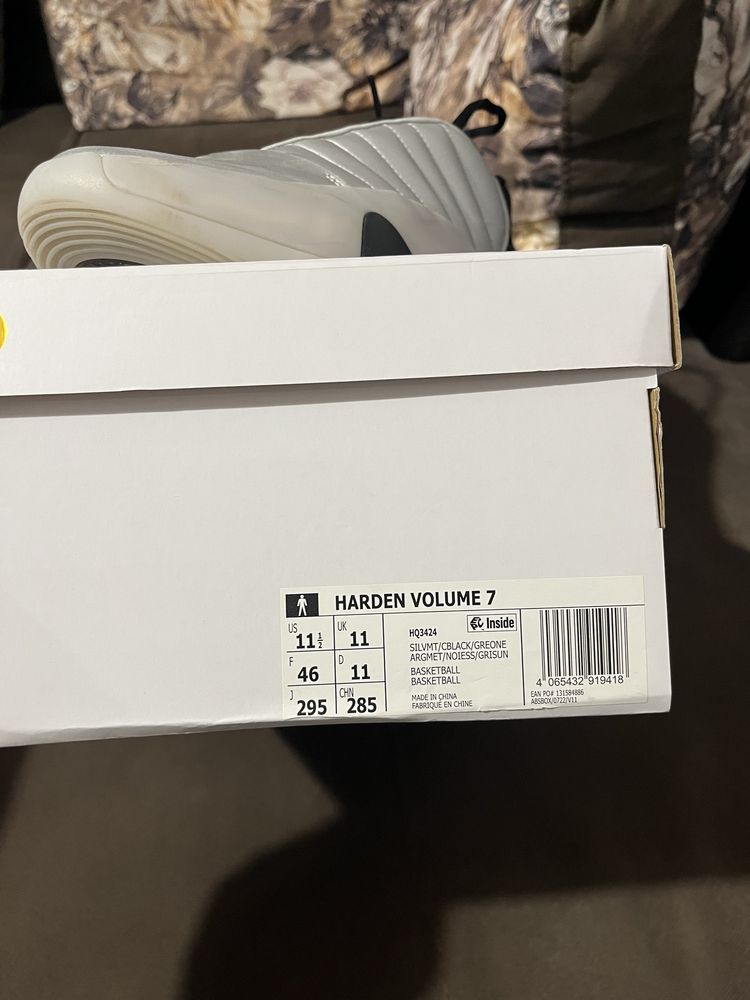 HARDEN VOLUME 7
US 11½ UK 11
F 46 D 11
J 295 CHN 285
HQ3424
Inside
SILVMT/CBLACK/GREONE
ARGMET/NOIESS/GRISUN
BASKETBALL
BASKETBALL
MADE IN CHINA
FABRIQUÉ EN CHINE
4 065432 919418
EAN PO# 131584886
ABSBOX/0722/V11